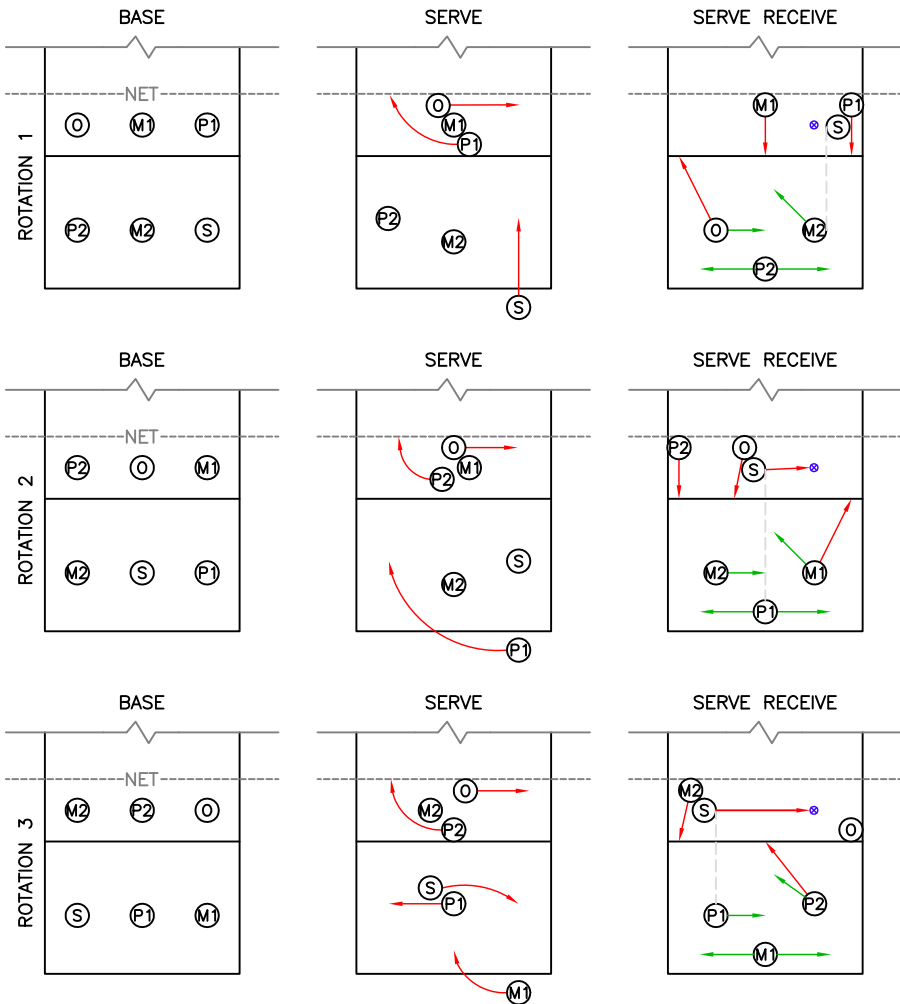 BASE SERVE SERVE RECEIVE
ROTATION 1
NET
O M1 P1
P2 M2 S
O
M1
P1
P2
M2
S
M1 P1
S
O M2
P2
BASE SERVE SERVE RECEIVE
ROTATION 2
NET
P2 O M1
M2 S P1
O
M1
P2
S
M2
P1
P2 O
S
M2 M1
P1
BASE SERVE SERVE RECEIVE
ROTATION 3
NET
M2 P2 O
S P1 M1
O
M2
P2
S
P1
M1
M2
S
O
P1 P2
M1